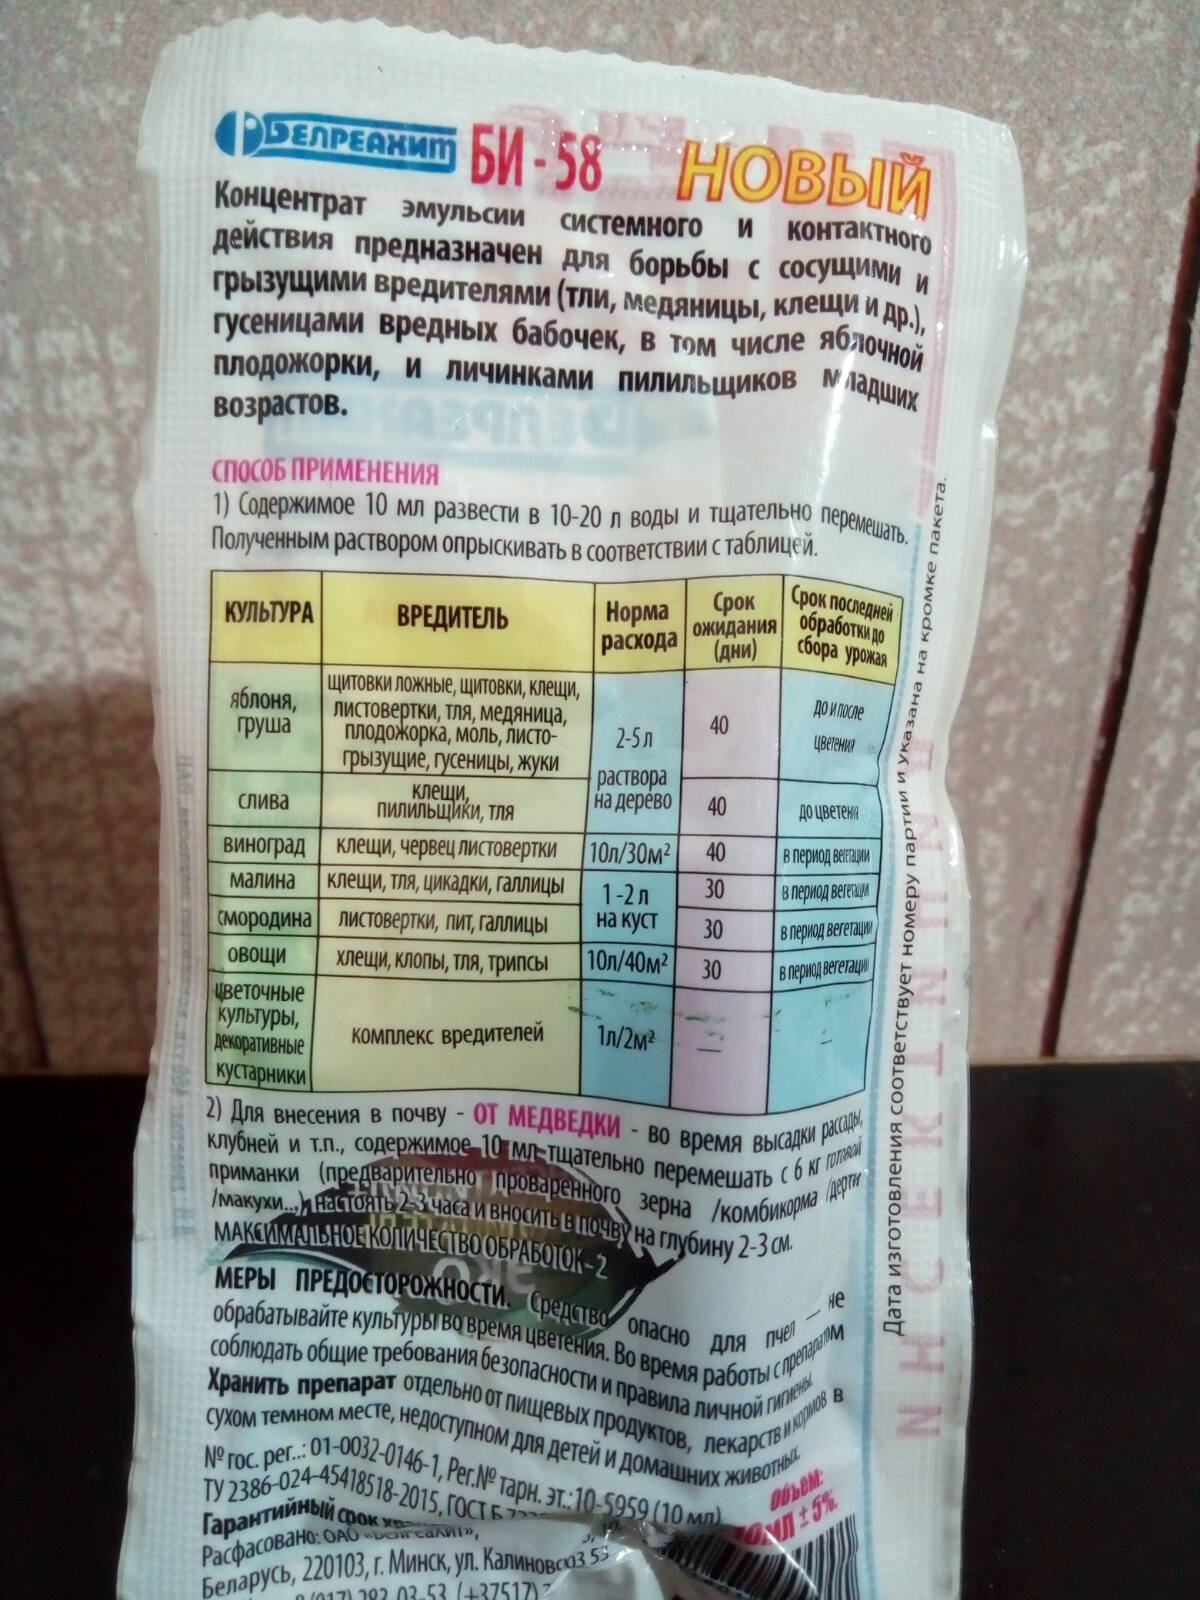 БЕЛРЕАХИМ БИ - 58 НОВЫЙ
Концентрат эмульсии системного и контактного
действия предназначен для борьбы с сосущими и
грызущими вредителями (тли, медяницы, клещи и др.),
гусеницами вредных бабочек, в том числе яблочной
плодожорки, и личинками пилильщиков младших
возрастов.
СПОСОБ ПРИМЕНЕНИЯ
1) Содержимое 10 мл развести в 10-20 л воды и тщательно перемешать.
Полученным раствором опрыскивать в соответствии с таблицей.
КУЛЬТУРА ВРЕДИТЕЛЬ Норма расхода Срок ожидания (дни) Срок последней обработки до сбора урожая
яблоня, груша
щитовки ложные, щитовки, клещи,
листовертки, тля, медяница,
плодожорка, моль, листо-
грызущие, гусеницы, жуки
2-5 л раствора на дерево
40
до и после цветения
слива
клещи,
пилильщики, тля
40
до цветения
виноград клещи, червец листовертки 10л/30м² 40 в период вегетации
малина клещи, тля, цикадки, галлицы 1 -2 л на куст 30 в период вегетации
смородина листовертки, пит, галлицы 30 в период вегетации
овощи хлещи, клопы, тля, трипсы 10л/40м² 30 в период вегетации
цветочные
культуры,
декоративные
кустарники
комплекс вредителей 1л/2м² — —
2) Для внесения в почву - ОТ МЕДВЕДКИ - во время высадки рассады,
клубней и т.п., содержимое 10 мл тщательно перемешать с 6 кг готовой
приманки (предварительно проваренного зерна /комбикорма /дерти
/макухи...), настоять 2-3 часа и вносить в почву на глубину 2-3 см.
МАКСИМАЛЬНОЕ КОЛИЧЕСТВО ОБРАБОТОК- 2
МЕРЫ ПРЕДОСТОРОЖНОСТИ. Средство опасно для пчел — не
обрабатывайте культуры во время цветения. Во время работы с препаратом
соблюдать общие требования безопасности и правила личной гигиены.
Хранить препарат отдельно от пищевых продуктов, лекарств и кормов в
сухом темном месте, недоступном для детей и домашних животных.
№ гос. рег..: 01-0032-0146-1, Рег.№ тарн. эт.: 10-5959 (10 мл)
ТУ 2386-024-45418518-2015, ГОСТ Б
Гарантийный срок
Расфасовано: ОАО «БЕЛРЕАХИМ»,
Беларусь, 220103, г. Минск, ул. Калиновского 55
(017) 283-03-53, (+37517)
Объем:
10МЛ ± 5%.
Дата изготовления соответствует номеру партии и указана на кромке пакета.